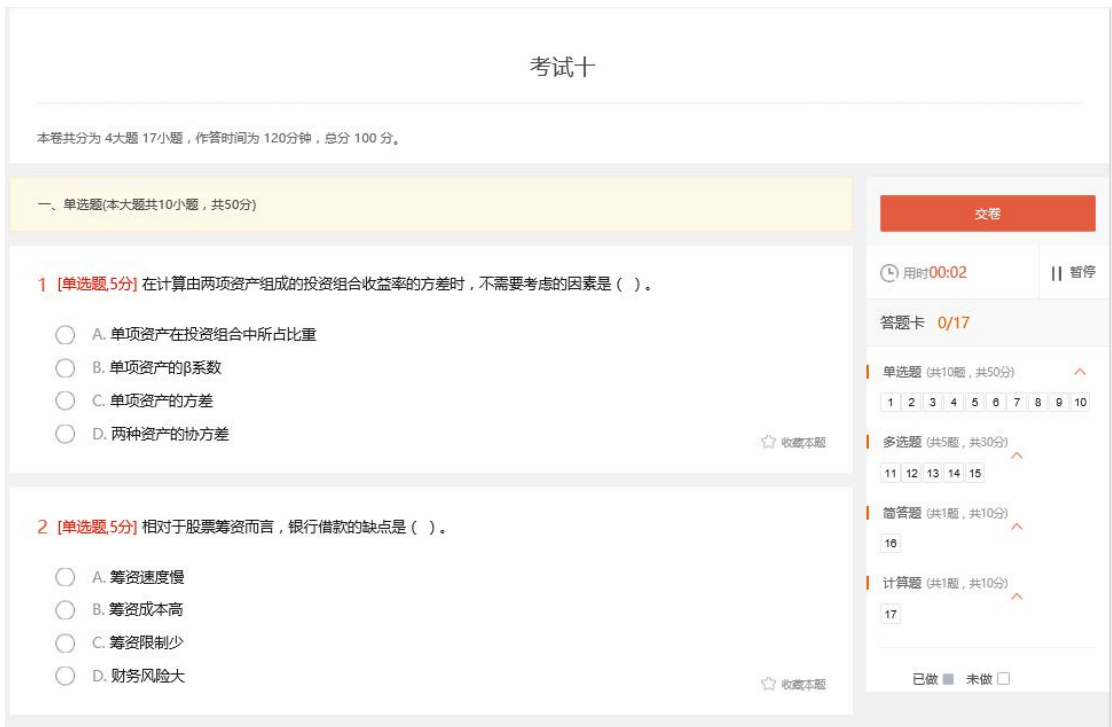 考试十
本卷共分为 4大题 17小题，作答时间为 120分钟，总分 100 分。
一、单选题(本大题共10小题，共50分)
1 [单选题,5分] 在计算由两项资产组成的投资组合收益率的方差时，不需要考虑的因素是（ ）。
A. 单项资产在投资组合中所占比重
B. 单项资产的β系数
C. 单项资产的方差
D. 两种资产的协方差
收藏本题
2 [单选题,5分] 相对于股票筹资而言，银行借款的缺点是（ ）。
A. 筹资速度慢
B. 筹资成本高
C. 筹资限制少
D. 财务风险大
收藏本题
交卷
用时00:02
暂停
答题卡 0/17
单选题 (共10题，共50分)
1 2 3 4 5 6 7 8 9 10
多选题 (共5题，共30分)
11 12 13 14 15
简答题 (共1题，共10分)
16
计算题 (共1题，共10分)
17
已做 未做